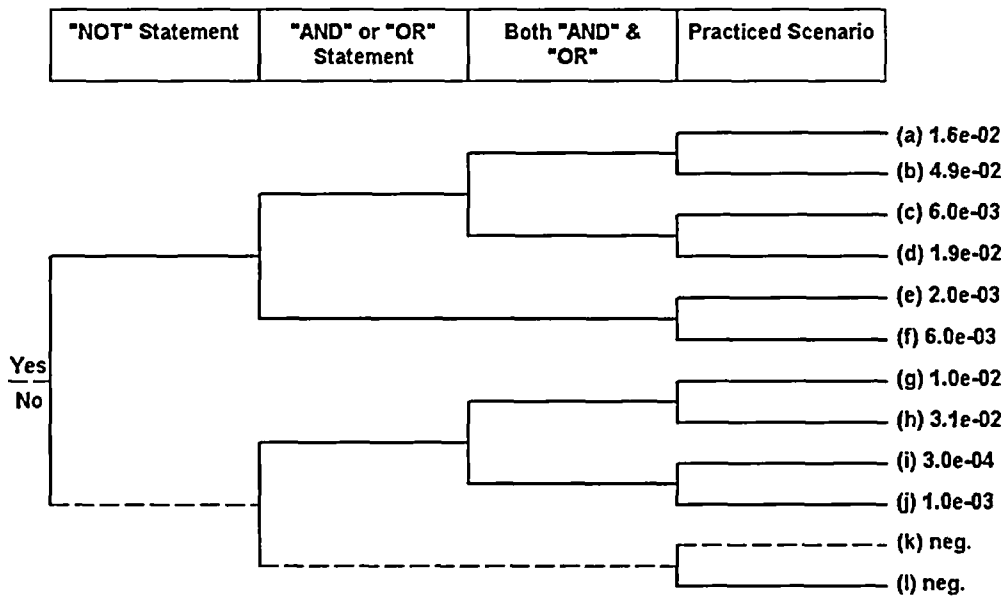 "NOT" Statement
"AND" or "OR"
Statement
Both "AND" &
"OR"
Practiced Scenario
(a) 1.6e-02
(b) 4.9e-02
(c) 6.0e-03
(d) 1.9e-02
(e) 2.0e-03
(f) 6.0e-03
Yes
No
(g) 1.0e-02
(h) 3.1e-02
(i) 3.0e-04
(j) 1.0e-03
(k) neg.
(l) neg.